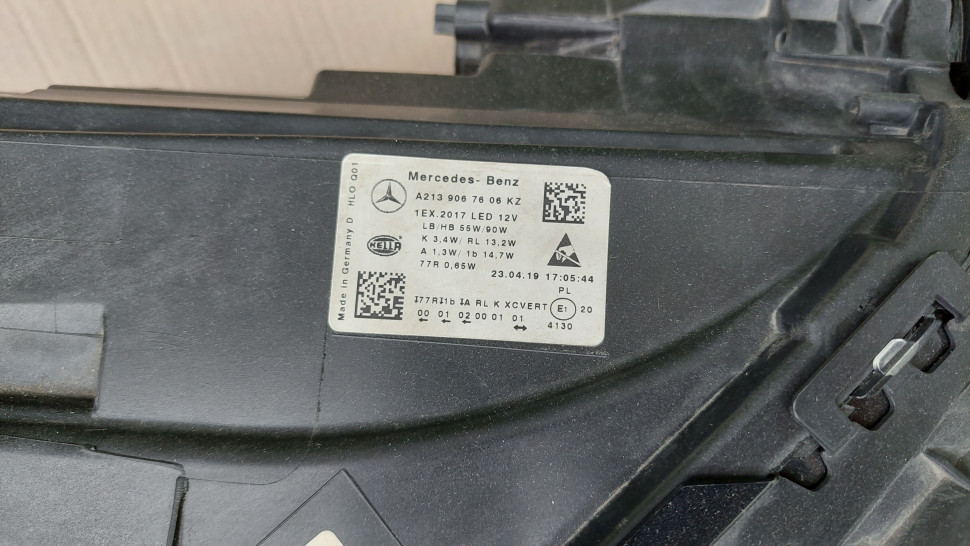 Mercedes- Benz
A213 906 76 06 KZ
1EX.2017 LED 12V
LB/HB 55W/90W
K 3,4W/ RL 13,2W
A 1,3W/ 1b 14,7W
77R 0,65W
23.04.19 17:05:44
PL
HELLA
Made in Germany D HLO Q01
I77RI1b IA RL K XCVERT E1 20
00 01 02 00 01 01 4130